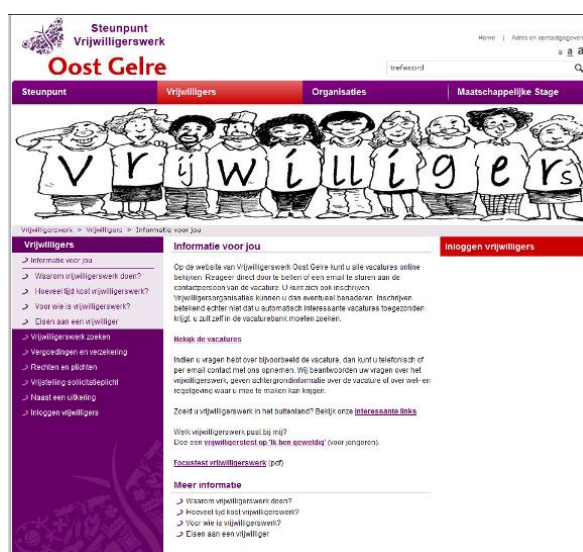 Steunpunt
Vrijwilligerswerk
Oost Gelre
Home | Adres en contactgegevens
a a a
trefwoord
Steunpunt Vrijwilligers Organisaties Maatschappelijke Stage
Vrijwilligers
Vrijwilligerswerk > Vrijwilligers > Informatie voor jou
Vrijwilligers
Informatie voor jou
Waarom vrijwilligerswerk doen?
Hoeveel tijd kost vrijwilligerswerk?
Voor wie is vrijwilligerswerk?
Eisen aan een vrijwilliger
Vrijwilligerswerk zoeken
Vergoedingen en verzekering
Rechten en plichten
Vrijstelling sollicitatieplicht
Naast een uitkering
Inloggen vrijwilligers
Informatie voor jou
Op de website van Vrijwilligerswerk Oost Gelre kunt u alle vacatures online
bekijken. Reageer direct door te bellen of een email te sturen aan de
contactpersoon van de vacature. U kunt zich ook inschrijven.
Vrijwilligersorganisaties kunnen u dan eventueel benaderen. Inschrijven
betekend echter niet dat u automatisch interessante vacatures toegezonden
krijgt, u zult zelf in de vacaturebank moeten zoeken.
Bekijk de vacatures
Indien u vragen hebt over bijvoorbeeld de vacature, dan kunt u telefonisch of
per email contact met ons opnemen. Wij beantwoorden uw vragen over het
vrijwilligerswerk, geven achtergrondinformatie over de vacature of over wet- en
regelgeving waar u mee te maken kan krijgen.
Zoekt u vrijwilligerswerk in het buitenland? Bekijk onze interessante links.
Welk vrijwilligerswerk past bij mij?
Doe een vrijwilligerstest op 'Ik ben geweldig' (voor jongeren).
Focustest vrijwilligerswerk (pdf)
Meer informatie
Waarom vrijwilligerswerk doen?
Hoeveel tijd kost vrijwilligerswerk?
Voor wie is vrijwilligerswerk?
Eisen aan een vrijwilliger
Inloggen vrijwilligers